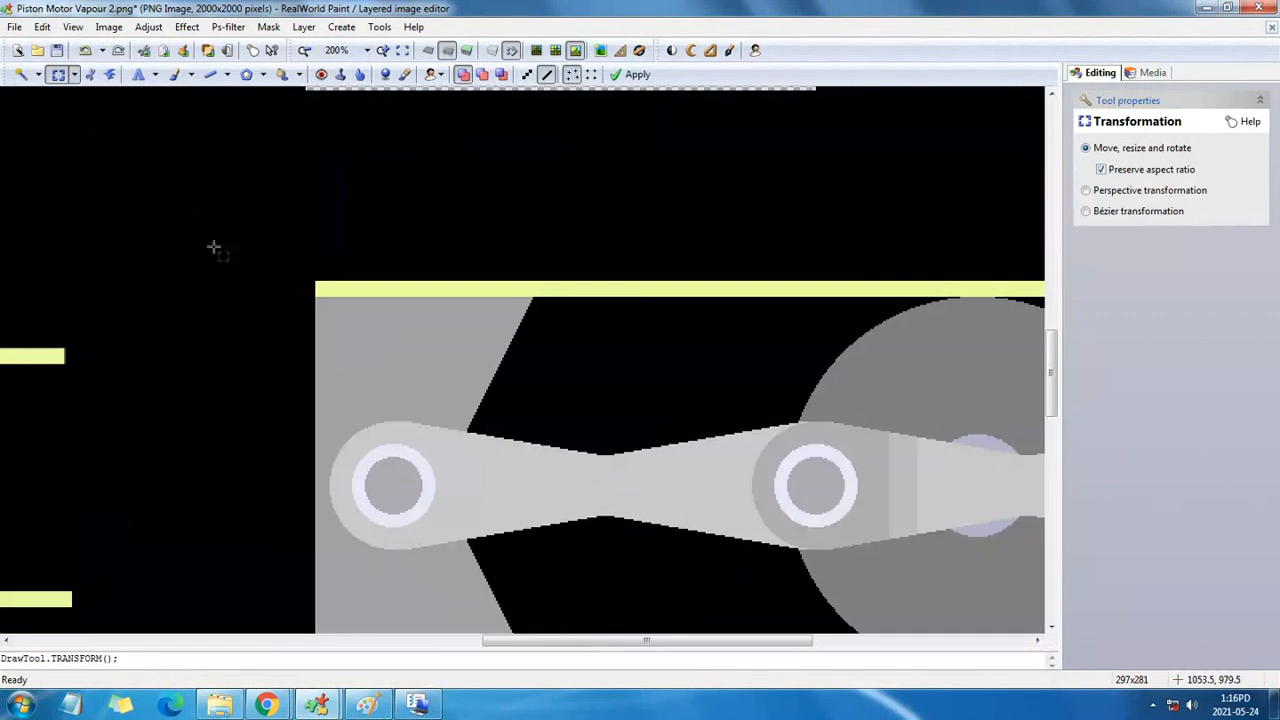 Piston Motor Vapour 2.png* (PNG Image, 2000x2000 pixels) - RealWorld Paint / Layered image editor
File Edit View Image Adjust Effect Ps-filter Mask Layer Create Tools Help
200%
Apply
Editing Media
Tool properties
Transformation Help
Move, resize and rotate
Preserve aspect ratio
Perspective transformation
Bézier transformation
DrawTool.TRANSFORM();
Ready 297x281 1053.5, 979.5
1:16PD
2021-05-24